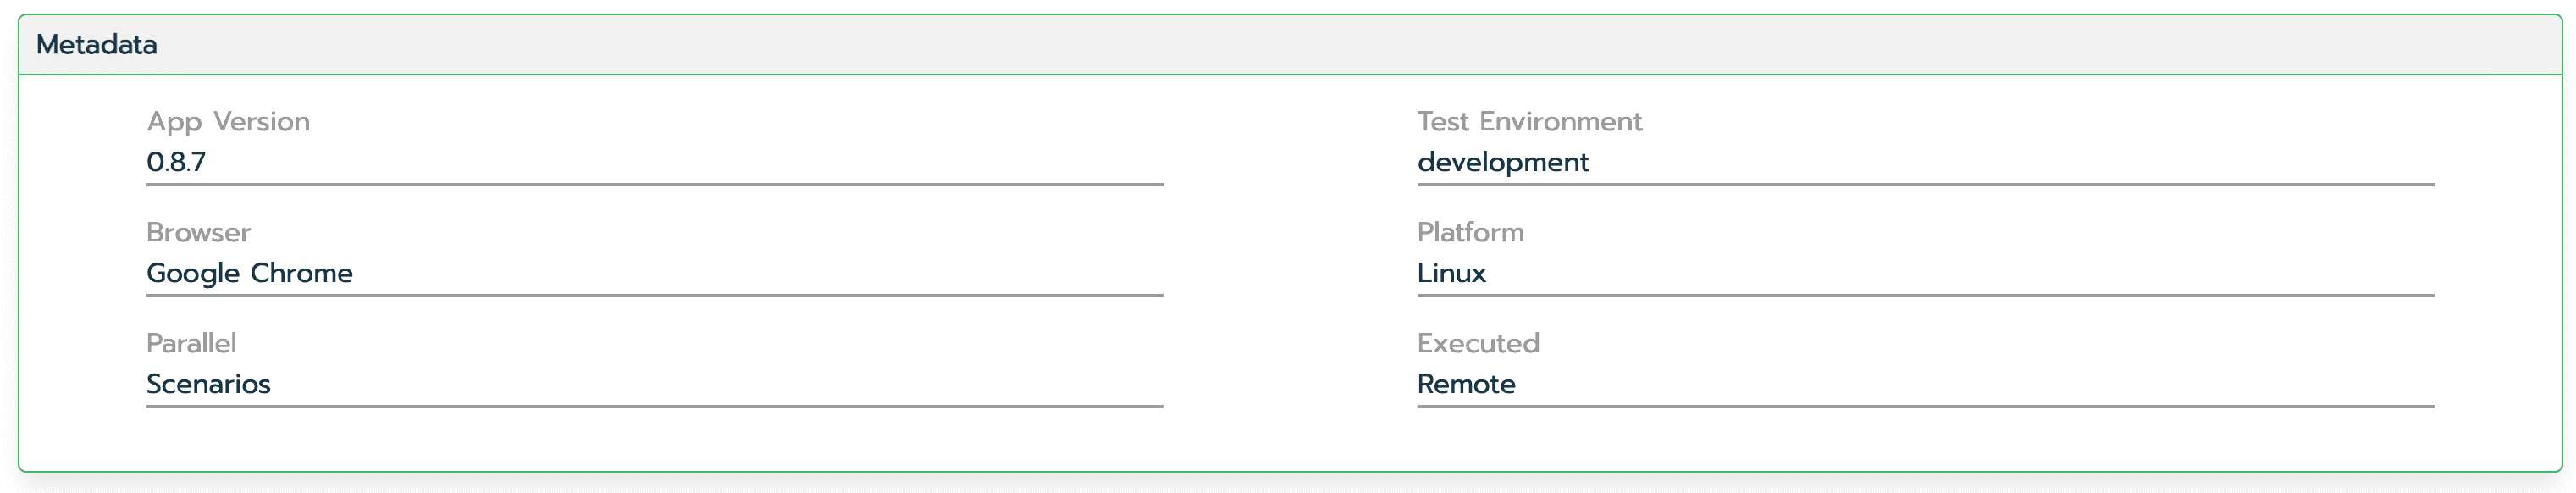 Metadata
App Version
0.8.7
Test Environment
development
Browser
Google Chrome
Platform
Linux
Parallel
Scenarios
Executed
Remote